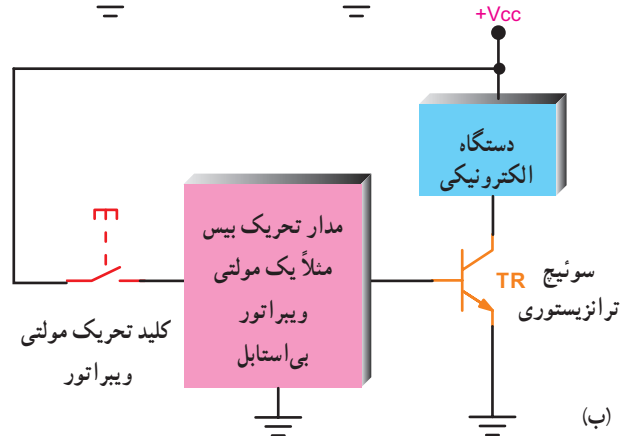 +Vcc
دستگاه
الکترونیکی
مدار تحریک بیس
مثلاً یک مولتی
ویبراتور
بی‌استابل
TR
سوئیچ
ترانزیستوری
کلید تحریک مولتی
ویبراتور
(ب)